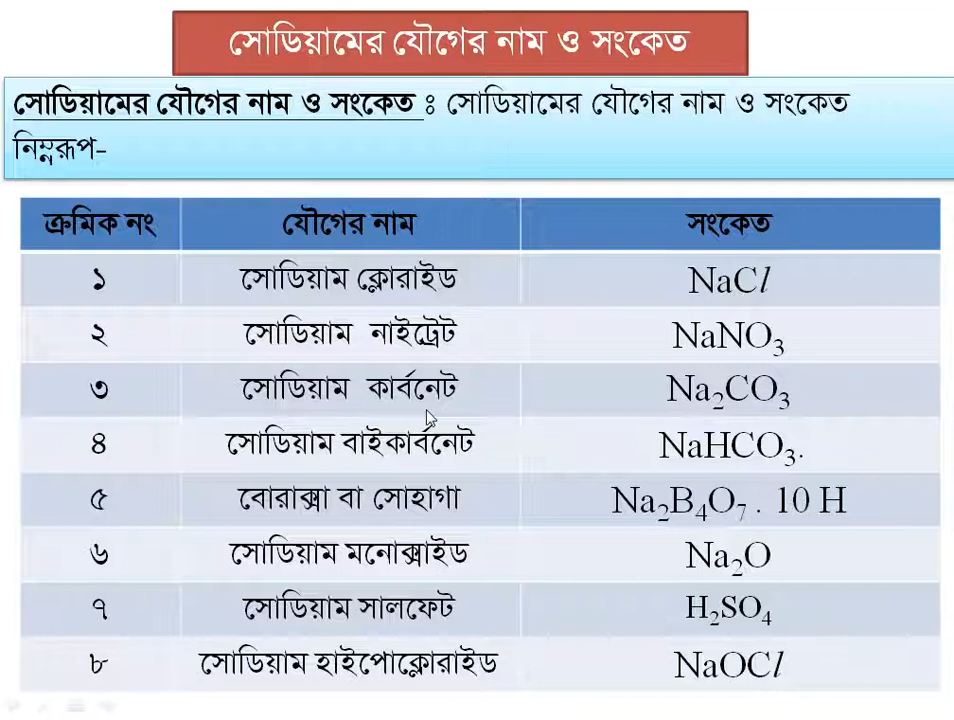 সোডিয়ামের যৌগের নাম ও সংকেত
সোডিয়ামের যৌগের নাম ও সংকেত ঃ সোডিয়ামের যৌগের নাম ও সংকেত
নিম্নরূপ-
ক্রমিক নং যৌগের নাম সংকেত
১ সোডিয়াম ক্লোরাইড NaCl
২ সোডিয়াম নাইট্রেট NaNO₃
৩ সোডিয়াম কার্বনেট Na₂CO₃
৪ সোডিয়াম বাইকার্বনেট NaHCO₃.
৫ বোরাক্সা বা সোহাগা Na₂B₄O₇ . 10 H
৬ সোডিয়াম মনোক্সাইড Na₂O
৭ সোডিয়াম সালফেট H₂SO₄
৮ সোডিয়াম হাইপোক্লোরাইড NaOCl